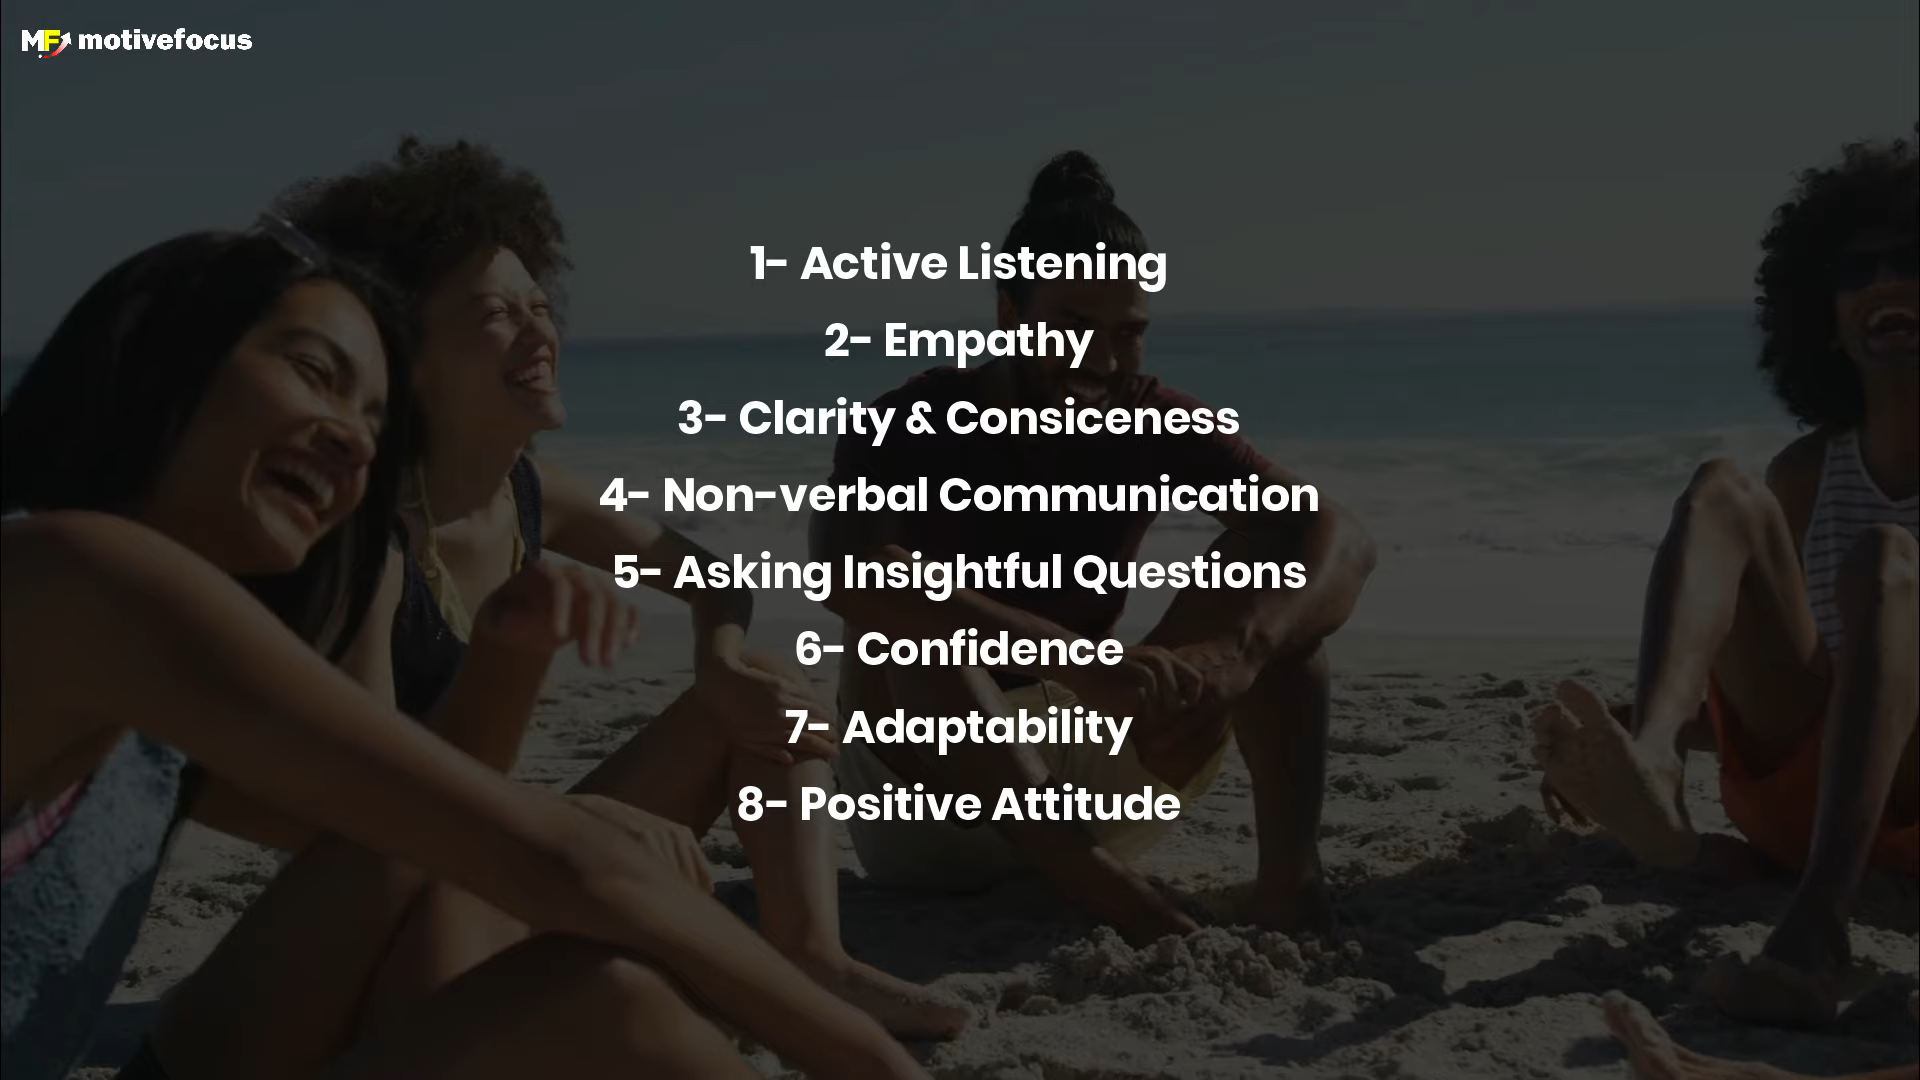 MF motivefocus
1- Active Listening
2- Empathy
3- Clarity & Consiceness
4- Non-verbal Communication
5- Asking Insightful Questions
6- Confidence
7- Adaptability
8- Positive Attitude